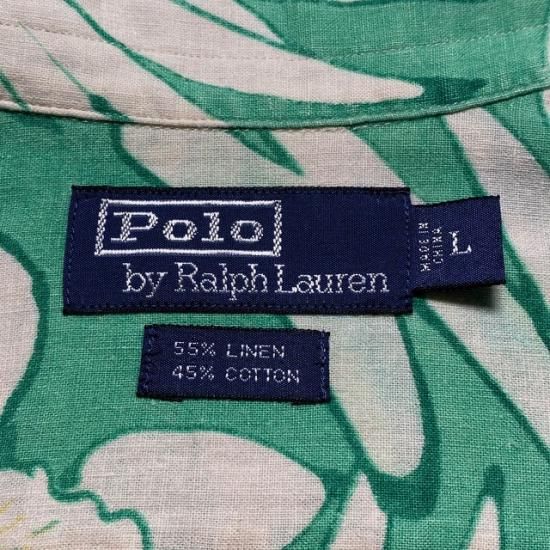 Polo
by Ralph Lauren
MADE IN
CHINA
L
55% LINEN
45% COTTON